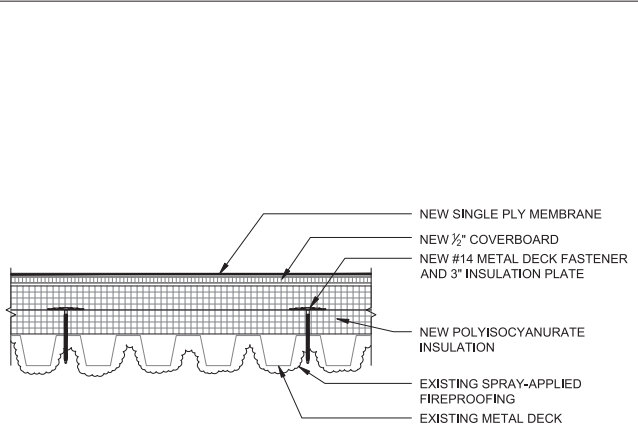 NEW SINGLE PLY MEMBRANE
NEW ½" COVERBOARD
NEW #14 METAL DECK FASTENER
AND 3" INSULATION PLATE
NEW POLYISOCYANURATE
INSULATION
EXISTING SPRAY-APPLIED
FIREPROOFING
EXISTING METAL DECK